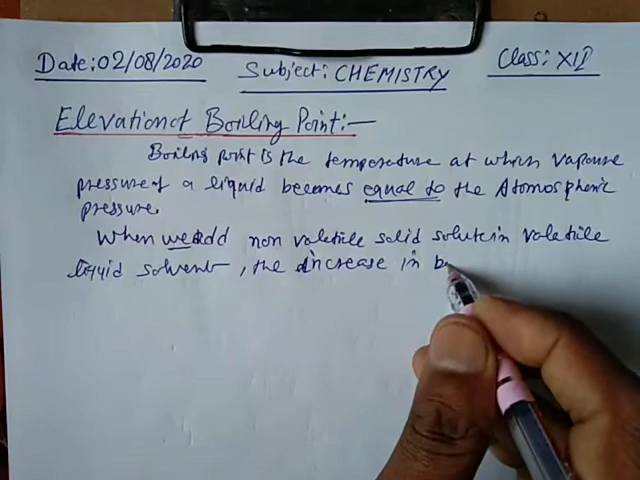 Date: 02/08/2020 Subject: CHEMISTRY Class: XII
Elevation of Boiling Point:—
Boiling point is the temperature at which vapoure
pressure of a liquid becomes equal to the Atomospheric
pressure.
When we add non volatile solid solute in volatile
liquid solvent, the increase in b